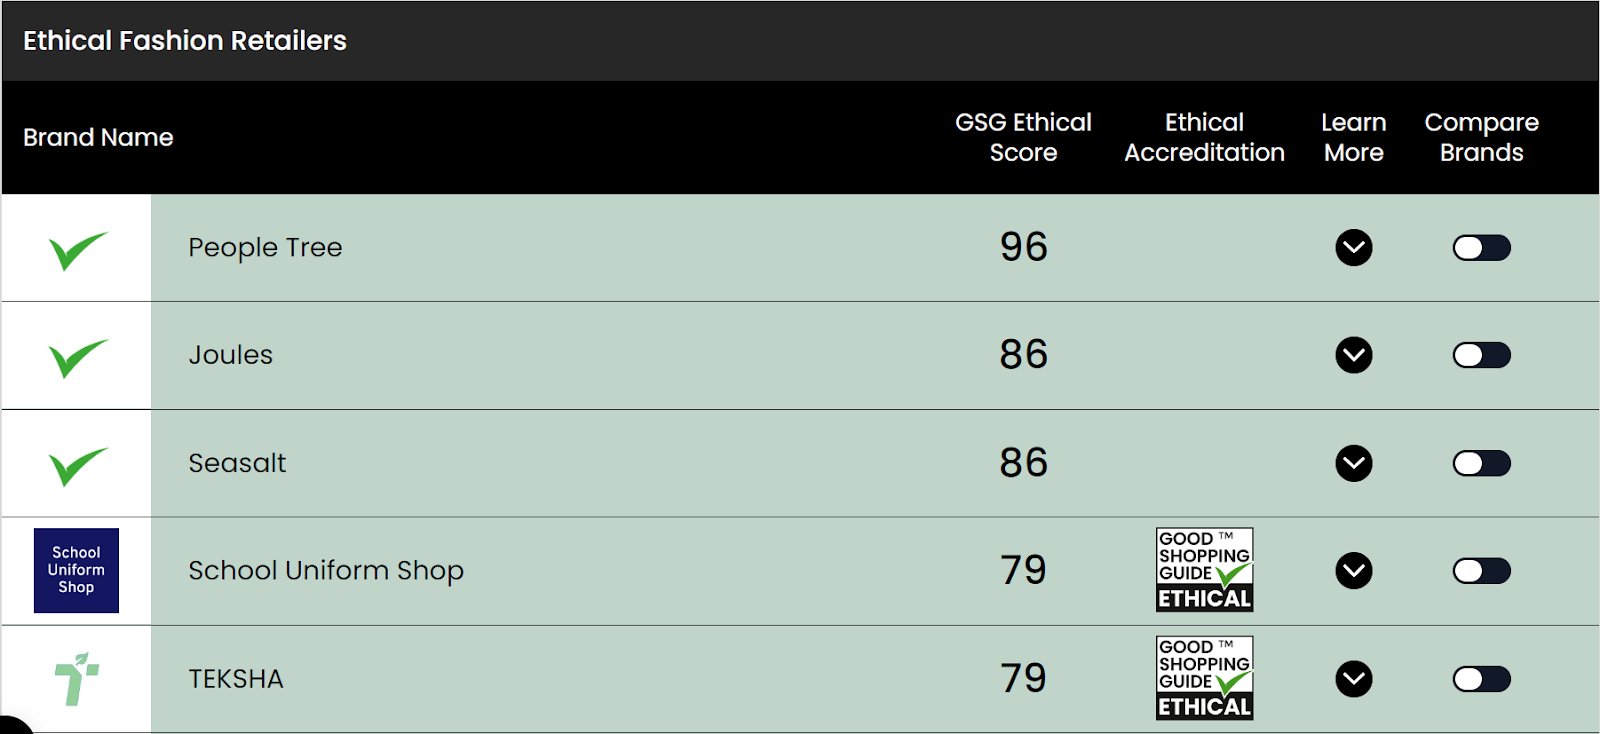 Ethical Fashion Retailers
Brand Name
GSG Ethical
Score
Ethical
Accreditation
Learn
More
Compare
Brands
People Tree
96
Joules
86
Seasalt
86
School
Uniform
Shop
School Uniform Shop
79
GOOD ™
SHOPPING
GUIDE
ETHICAL
TEKSHA
79
GOOD ™
SHOPPING
GUIDE
ETHICAL